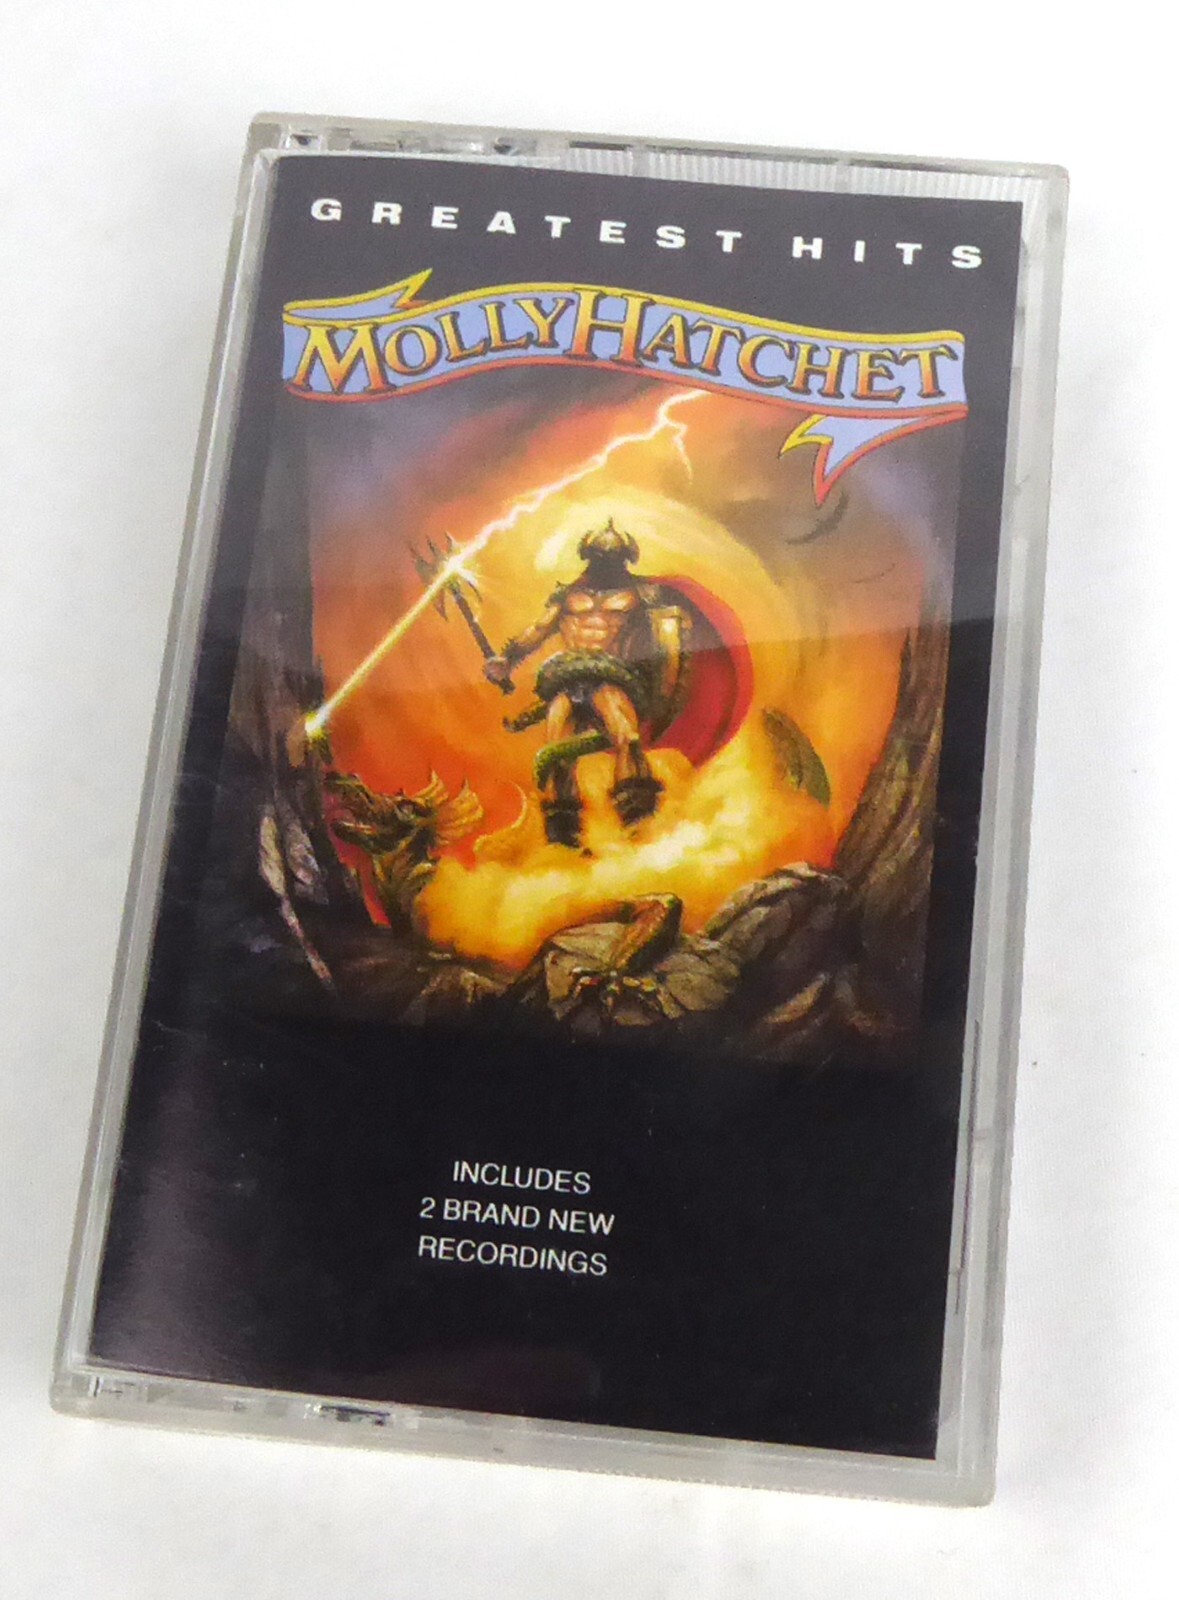 GREATEST HITS
MOLLY HATCHET
INCLUDES
2 BRAND NEW
RECORDINGS